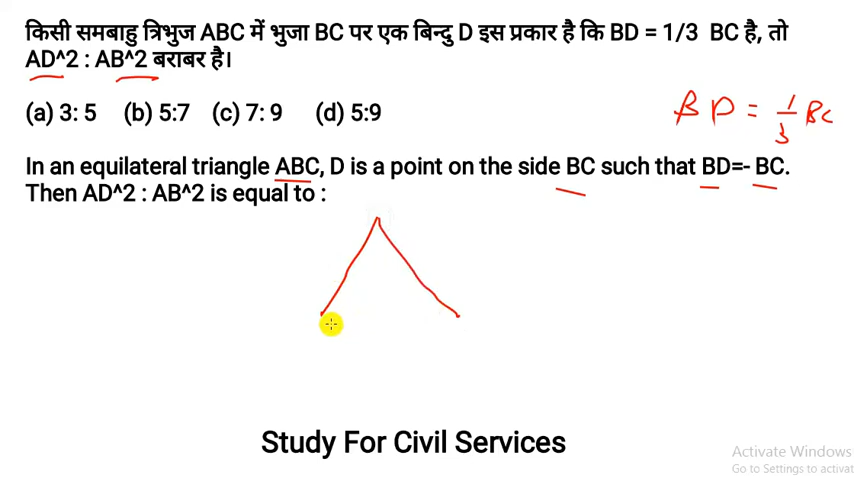 किसी समबाहु त्रिभुज ABC में भुजा BC पर एक बिन्दु D इस प्रकार है कि BD = 1/3 BC है, तो
AD^2 : AB^2 बराबर है।
(a) 3: 5 (b) 5:7 (c) 7: 9 (d) 5:9
BD = 1/3 BC
In an equilateral triangle ABC, D is a point on the side BC such that BD=- BC.
Then AD^2 : AB^2 is equal to :
Study For Civil Services
Activate Windows
Go to Settings to activat